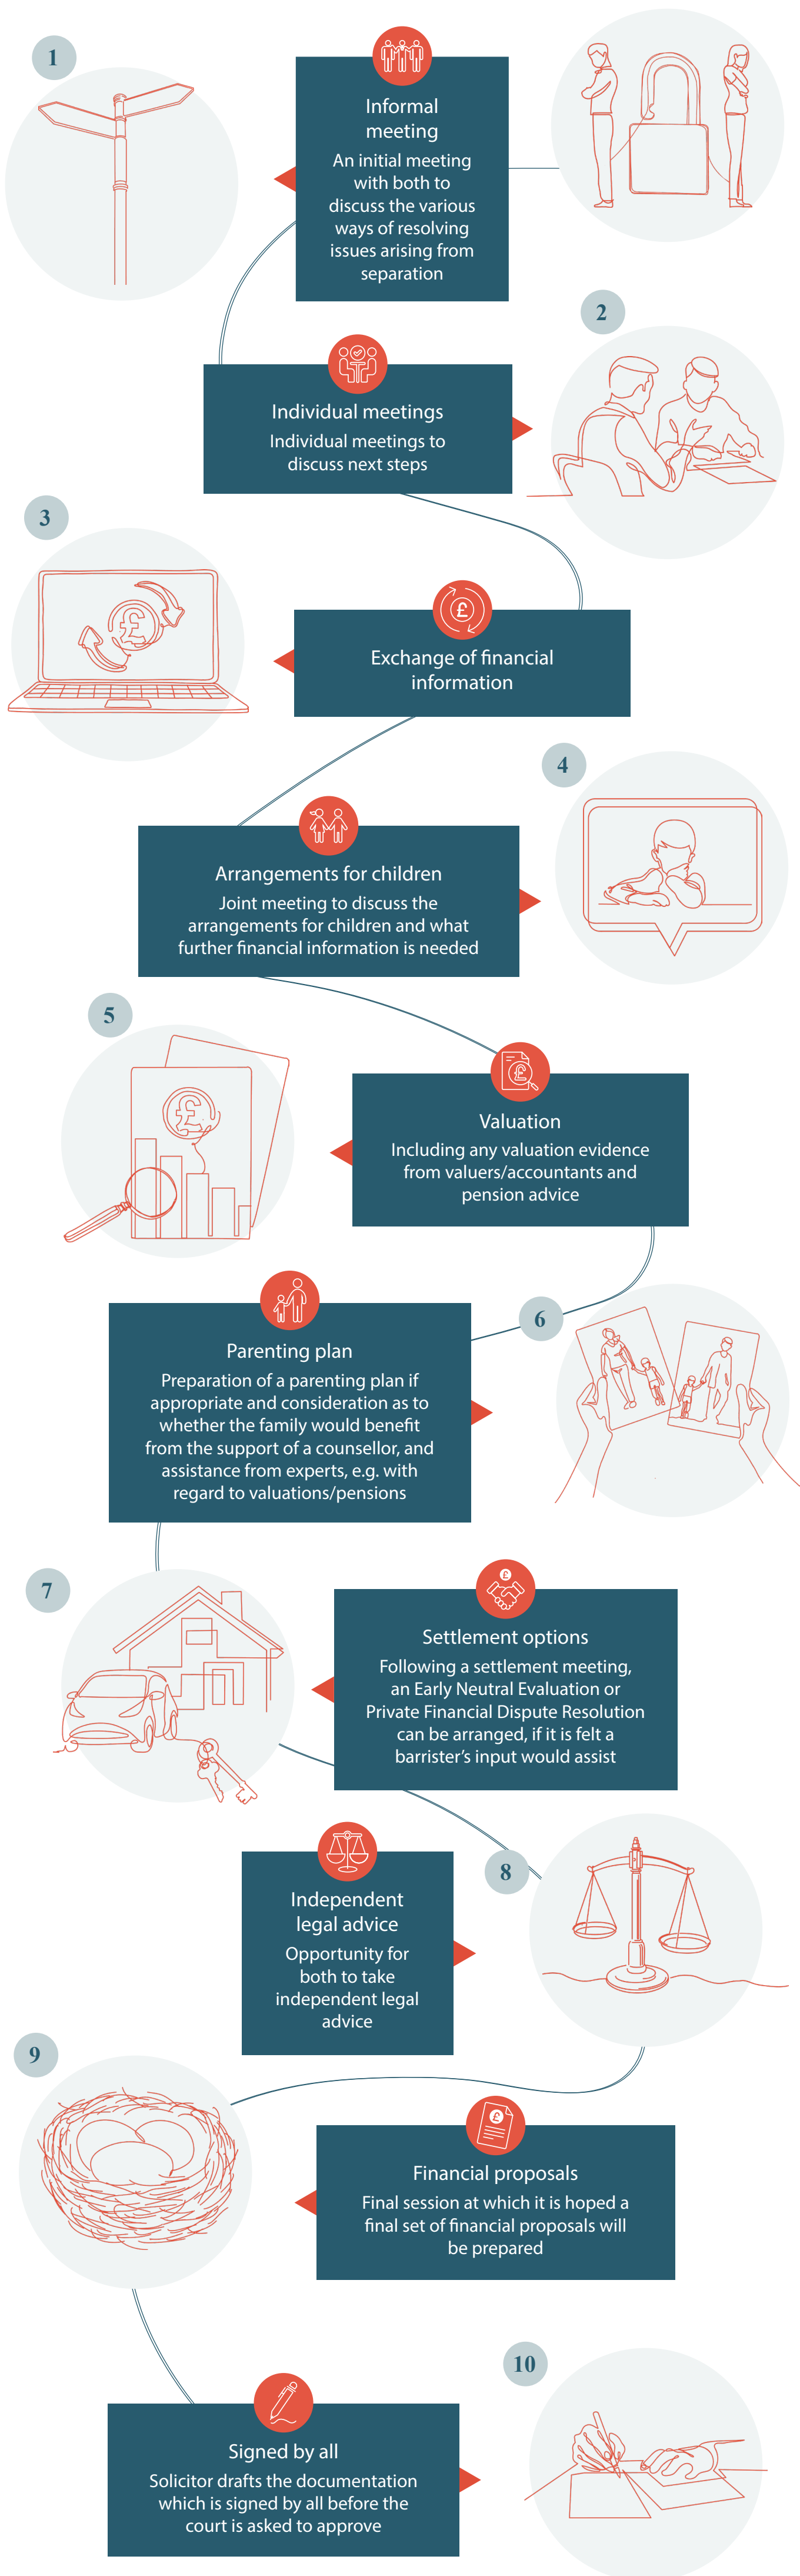 1
Informal
meeting
An initial meeting
with both to
discuss the various
ways of resolving
issues arising from
separation
2
Individual meetings
Individual meetings to
discuss next steps
3
£
£
Exchange of financial
information
4
Arrangements for children
Joint meeting to discuss the
arrangements for children and what
further financial information is needed
5
£
£
Valuation
Including any valuation evidence
from valuers/accountants and
pension advice
6
Parenting plan
Preparation of a parenting plan if
appropriate and consideration as to
whether the family would benefit
from the support of a counsellor, and
assistance from experts, e.g. with
regard to valuations/pensions
7
£
Settlement options
Following a settlement meeting,
an Early Neutral Evaluation or
Private Financial Dispute Resolution
can be arranged, if it is felt a
barrister’s input would assist
8
Independent
legal advice
Opportunity for
both to take
independent legal
advice
9
£
Financial proposals
Final session at which it is hoped a
final set of financial proposals will
be prepared
10
Signed by all
Solicitor drafts the documentation
which is signed by all before the
court is asked to approve